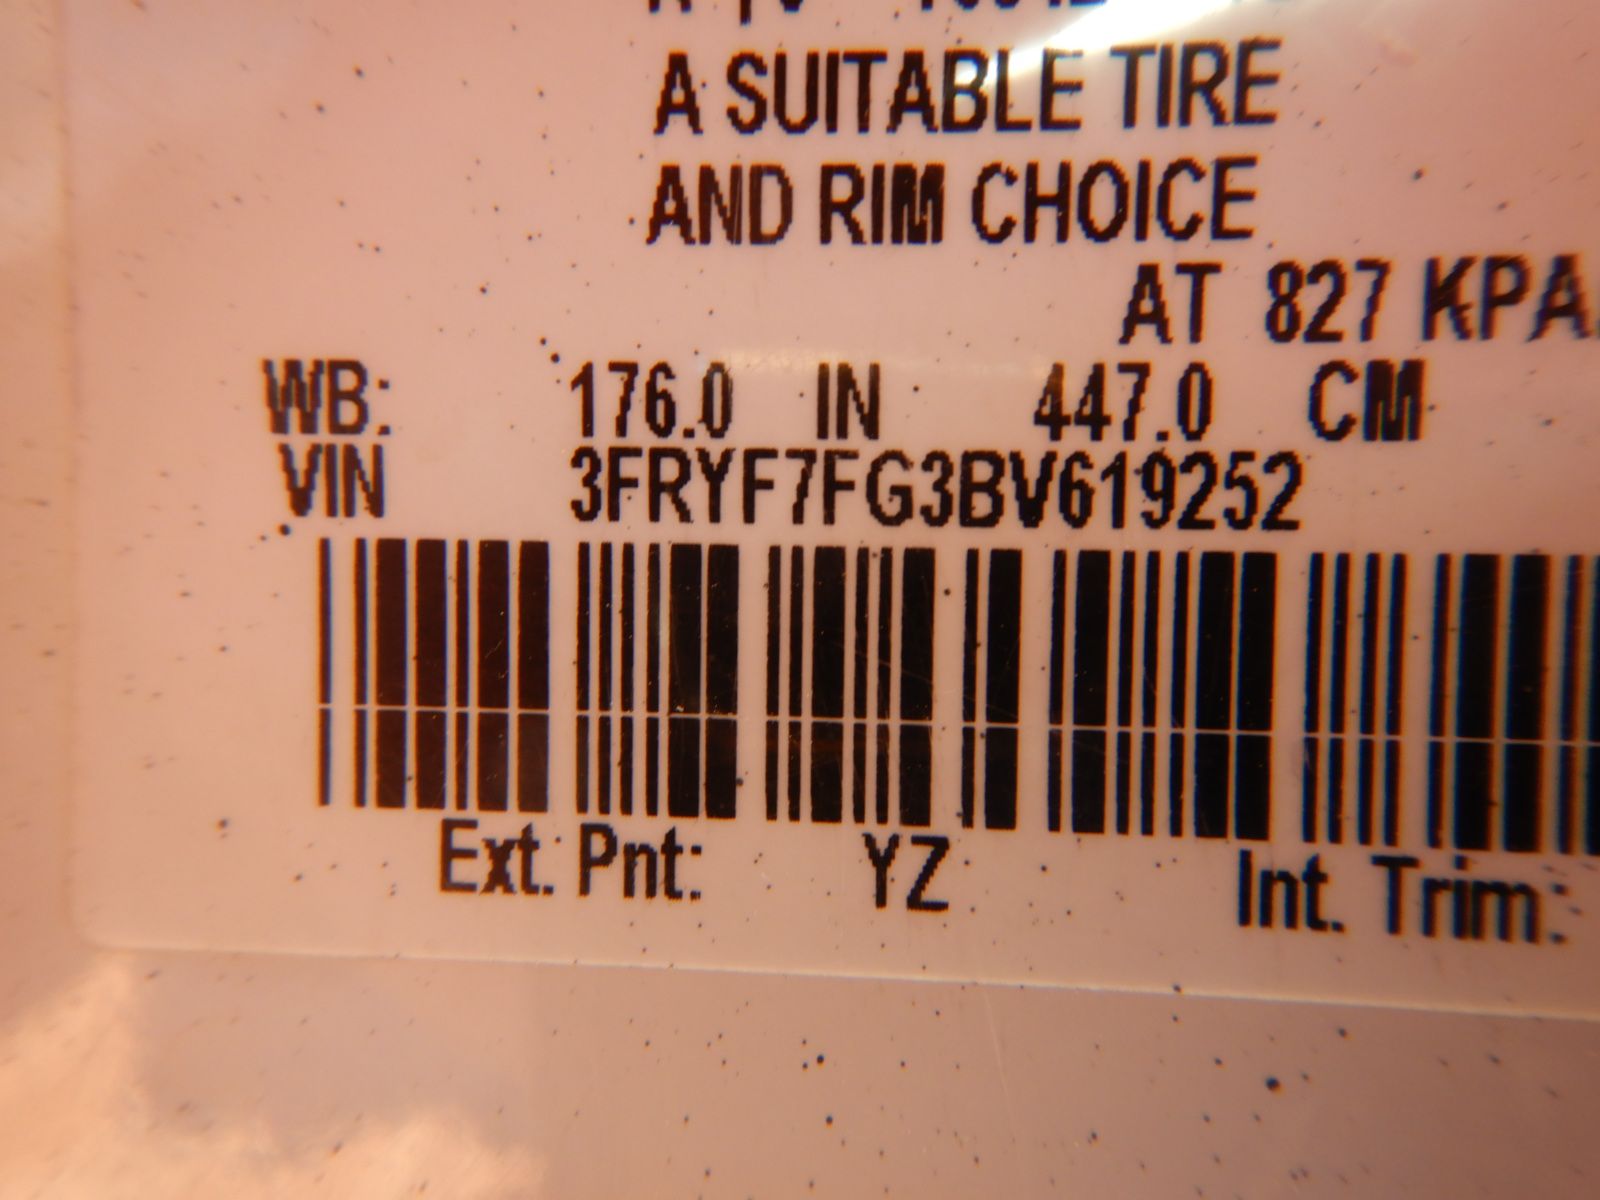 A SUITABLE TIRE
AND RIM CHOICE
AT 827 KPA
WB: 176.0 IN 447.0 CM
VIN 3FRYF7FG3BV619252
Ext. Pnt: YZ Int. Trim: